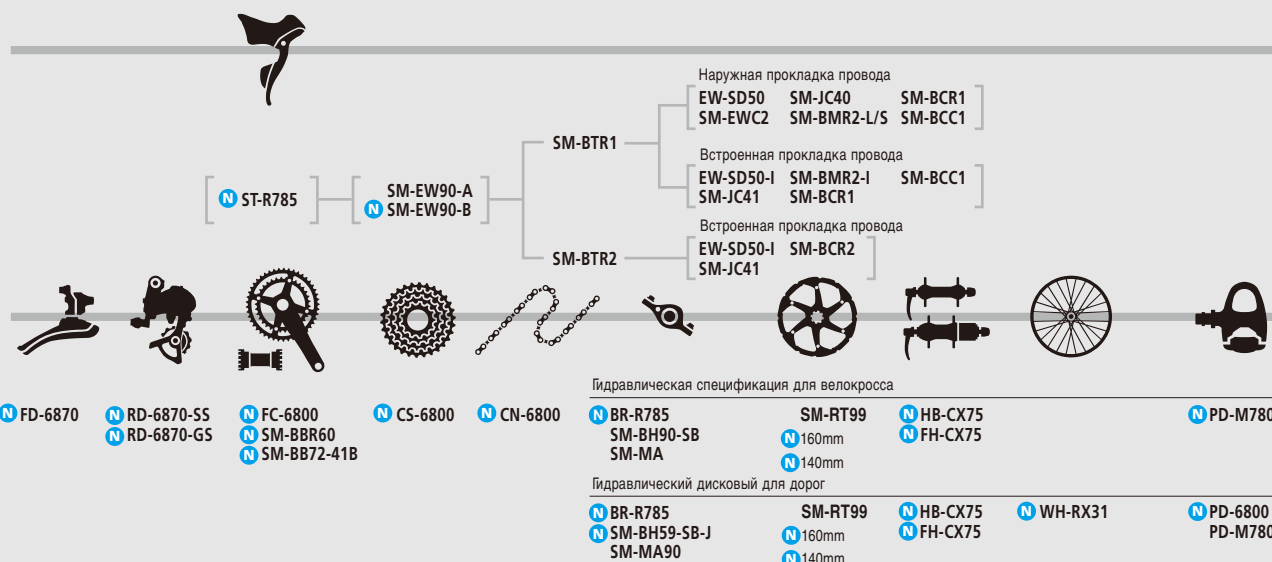 Наружная прокладка провода
EW-SD50 SM-JC40 SM-BCR1
SM-EWC2 SM-BMR2-L/S SM-BCC1
SM-BTR1
Встроенная прокладка провода
EW-SD50-I SM-BMR2-I SM-BCC1
SM-JC41 SM-BCR1
N ST-R785
SM-EW90-A
N SM-EW90-B
Встроенная прокладка провода
EW-SD50-I SM-BCR2
SM-JC41
SM-BTR2
N FD-6870
N RD-6870-SS
N RD-6870-GS
N FC-6800
N SM-BBR60
N SM-BB72-41B
N CS-6800
N CN-6800
Гидравлическая спецификация для велокросса
N BR-R785
SM-BH90-SB
SM-MA
SM-RT99
N 160mm
N 140mm
N HB-CX75
N FH-CX75
N PD-M780
Гидравлический дисковый для дорог
N BR-R785
N SM-BH59-SB-J
SM-MA90
SM-RT99
N 160mm
N 140mm
N HB-CX75
N FH-CX75
N WH-RX31
N PD-6800
PD-M780